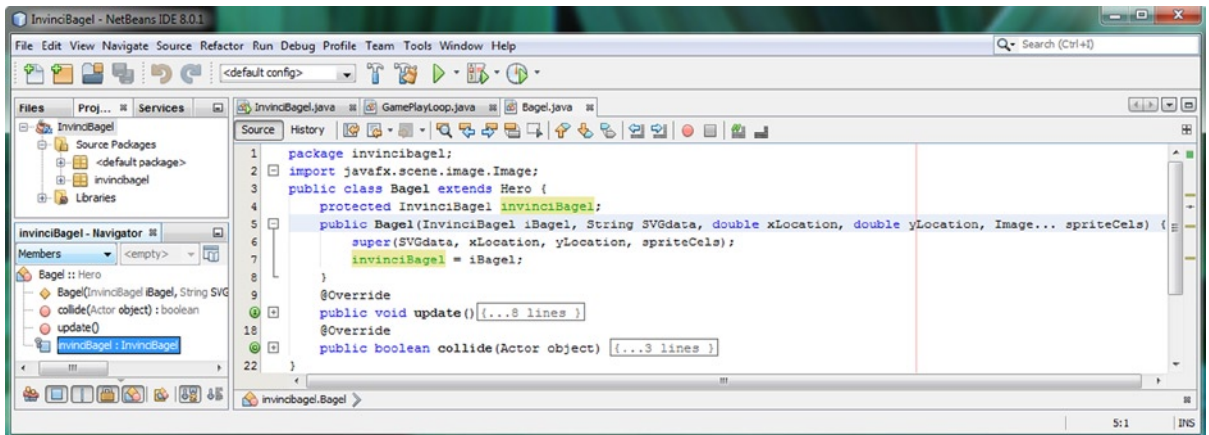 InvinciBagel - NetBeans IDE 8.0.1
File Edit View Navigate Source Refactor Run Debug Profile Team Tools Window Help
Search (Ctrl+I)
<default config>
Files Proj... Services
InvinciBagel.java GamePlayLoop.java Bagel.java
InvinciBagel
Source Packages
<default package>
invincibagel
Libraries
Source History
1 package invincibagel;
2 import javafx.scene.image.Image;
3 public class Bagel extends Hero {
4 protected InvinciBagel invinciBagel;
5 public Bagel(InvinciBagel iBagel, String SVGdata, double xLocation, double yLocation, Image... spriteCels) {
6 super(SVGdata, xLocation, yLocation, spriteCels);
7 invinciBagel = iBagel;
8 }
9 @Override
public void update() {...8 lines }
18 @Override
public boolean collide(Actor object) {...3 lines }
22 }
invinciBagel - Navigator
Members <empty>
Bagel :: Hero
Bagel(InvinciBagel iBagel, String SVG
collide(Actor object) : boolean
update()
invinciBagel : InvinciBagel
invincibagel.Bagel
5:1 INS